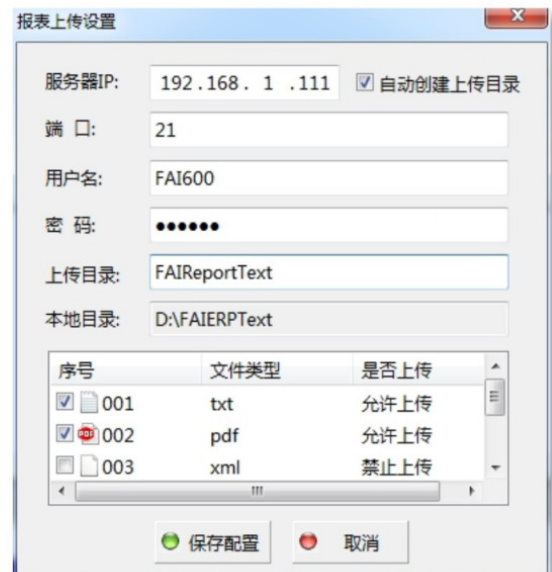 报表上传设置
服务器IP: 192.168. 1 .111 自动创建上传目录
端 口: 21
用户名: FAI600
密 码: ●●●●●●
上传目录: FAIReportText
本地目录: D:\FAIERPText
序号 文件类型 是否上传
001 txt 允许上传
PDF 002 pdf 允许上传
003 xml 禁止上传
保存配置 取消